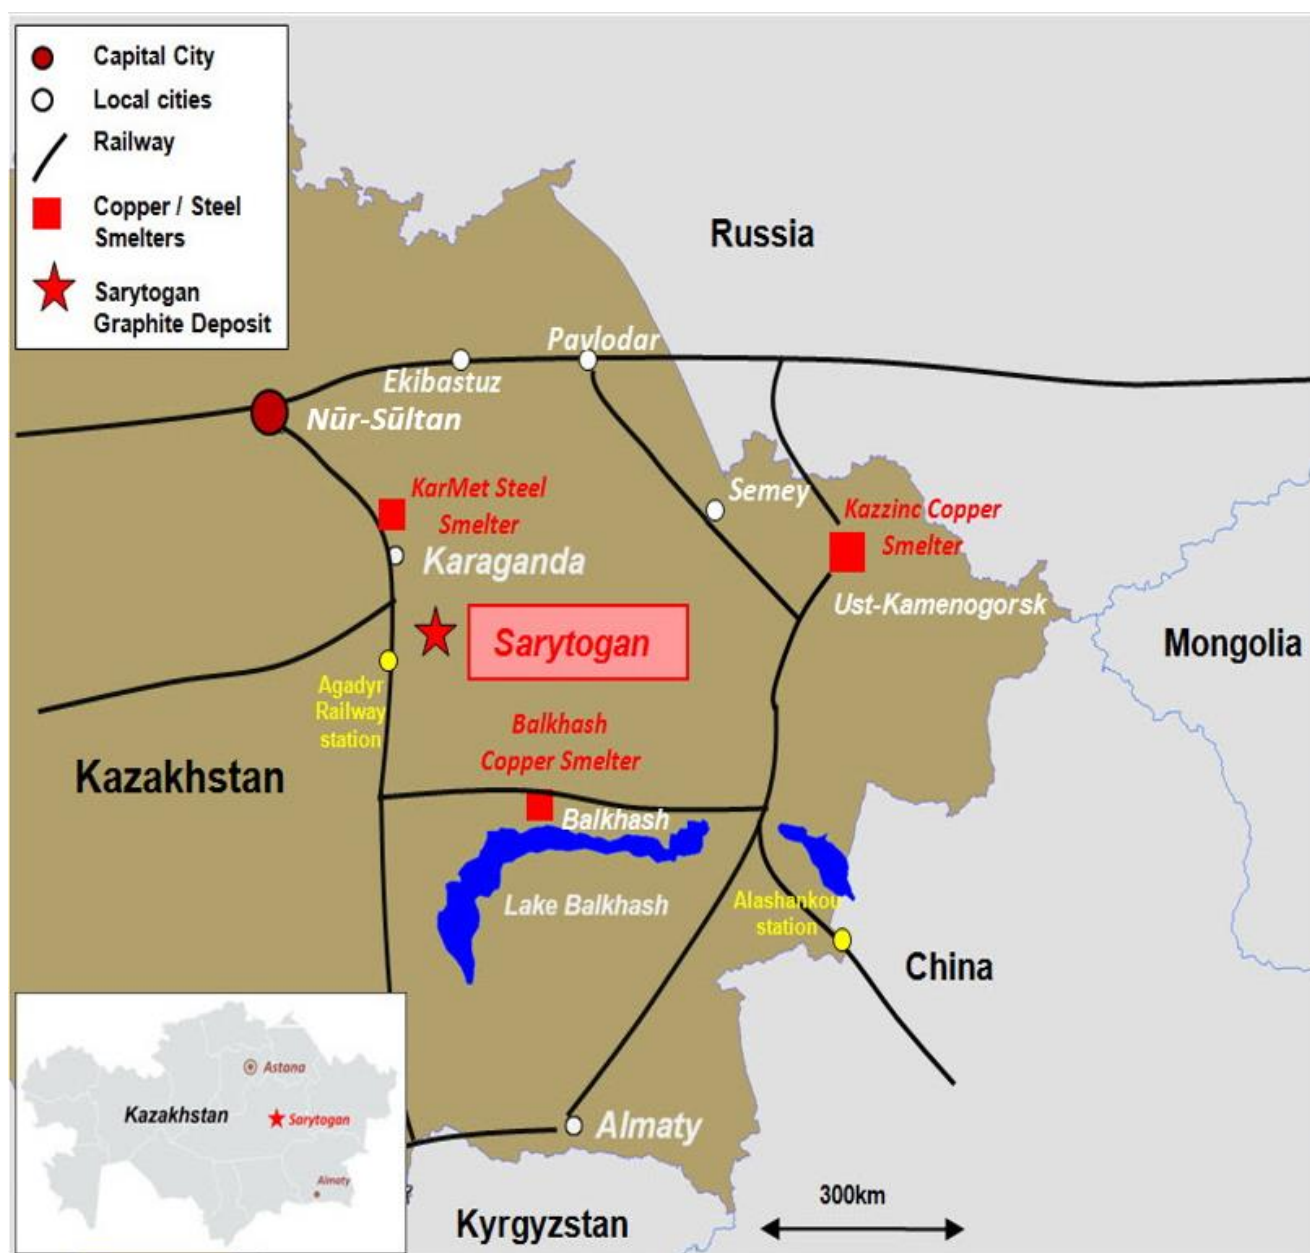 Capital City
Local cities
Railway
Copper / Steel
Smelters
Sarytogan
Graphite Deposit
Russia
Pavlodar
Ekibastuz
Nūr-Sūltan
KarMet Steel
Smelter
Semey
Kazzinc Copper
Smelter
Karaganda
Ust-Kamenogorsk
Sarytogan
Mongolia
Agadyr
Railway
station
Balkhash
Copper Smelter
Kazakhstan
Balkhash
Lake Balkhash
Alashankou
station
China
Astana
Kazakhstan
Sarytogan
Almaty
Almaty
300km
Kyrgyzstan